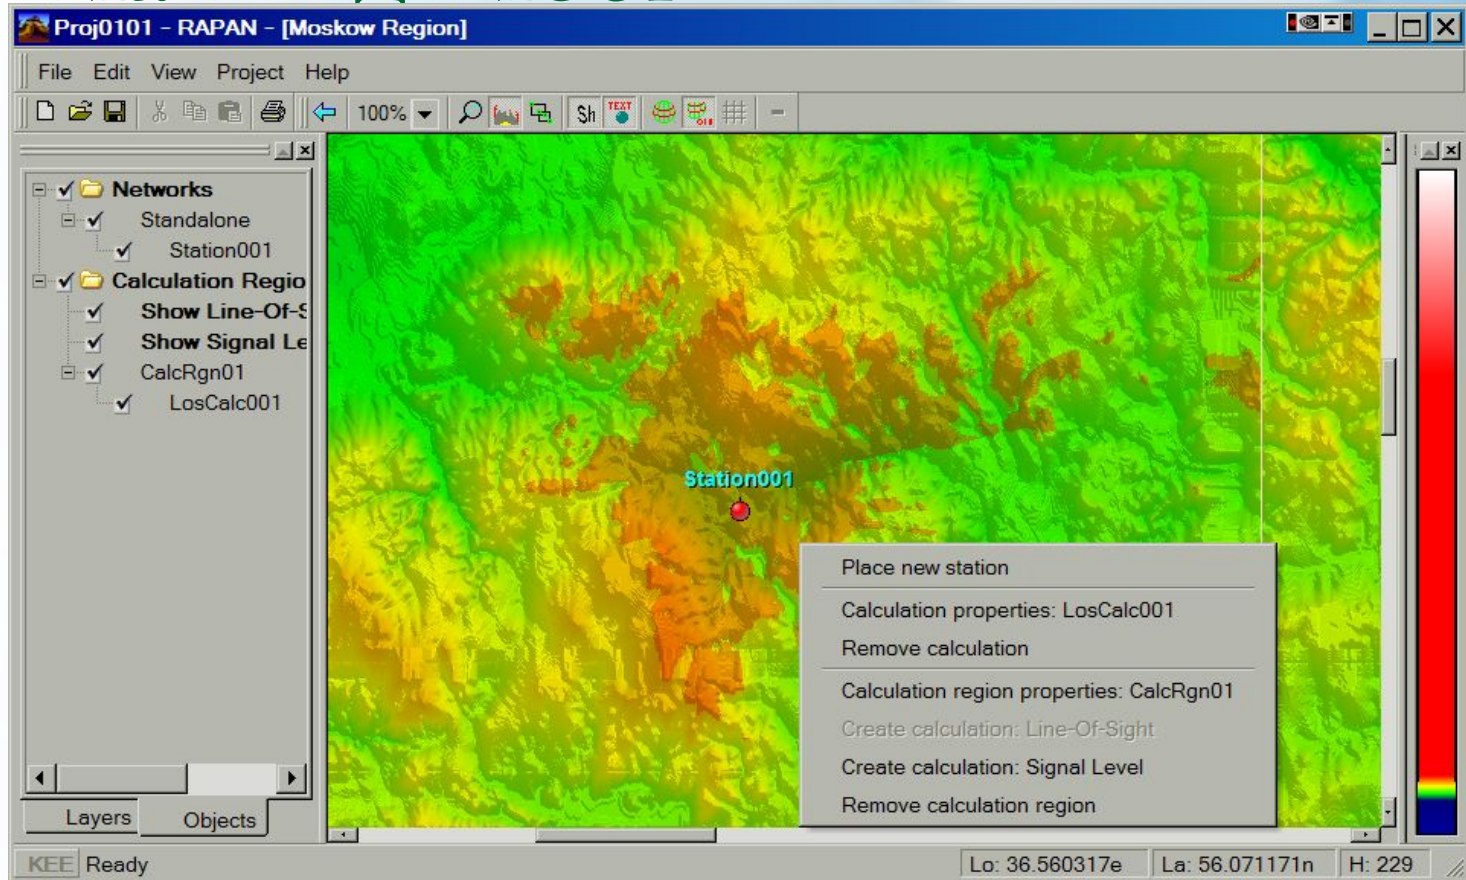 Proj0101 - RAPAN - [Moskow Region]
File Edit View Project Help
100% Sh TEXT
Networks
Standalone
Station001
Calculation Regio
Show Line-Of-S
Show Signal Le
CalcRgn01
LosCalc001
Station001
Place new station
Calculation properties: LosCalc001
Remove calculation
Calculation region properties: CalcRgn01
Create calculation: Line-Of-Sight
Create calculation: Signal Level
Remove calculation region
Layers Objects
KEE Ready Lo: 36.560317e La: 56.071171n H: 229